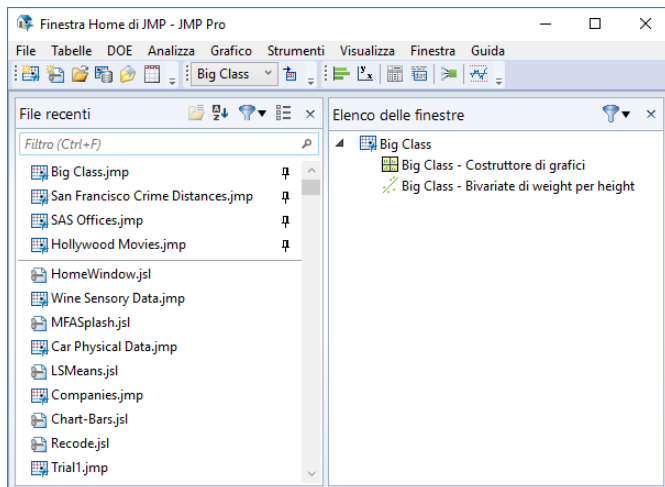 Finestra Home di JMP - JMP Pro
File Tabelle DOE Analizza Grafico Strumenti Visualizza Finestra Guida
Big Class
File recenti
Filtro (Ctrl+F)
Big Class.jmp
San Francisco Crime Distances.jmp
SAS Offices.jmp
Hollywood Movies.jmp
HomeWindow.jsl
Wine Sensory Data.jmp
MFASplash.jsl
Car Physical Data.jmp
LSMeans.jsl
Companies.jmp
Chart-Bars.jsl
Recode.jsl
Trial1.jmp
Elenco delle finestre
Big Class
Big Class - Costruttore di grafici
Big Class - Bivariate di weight per height